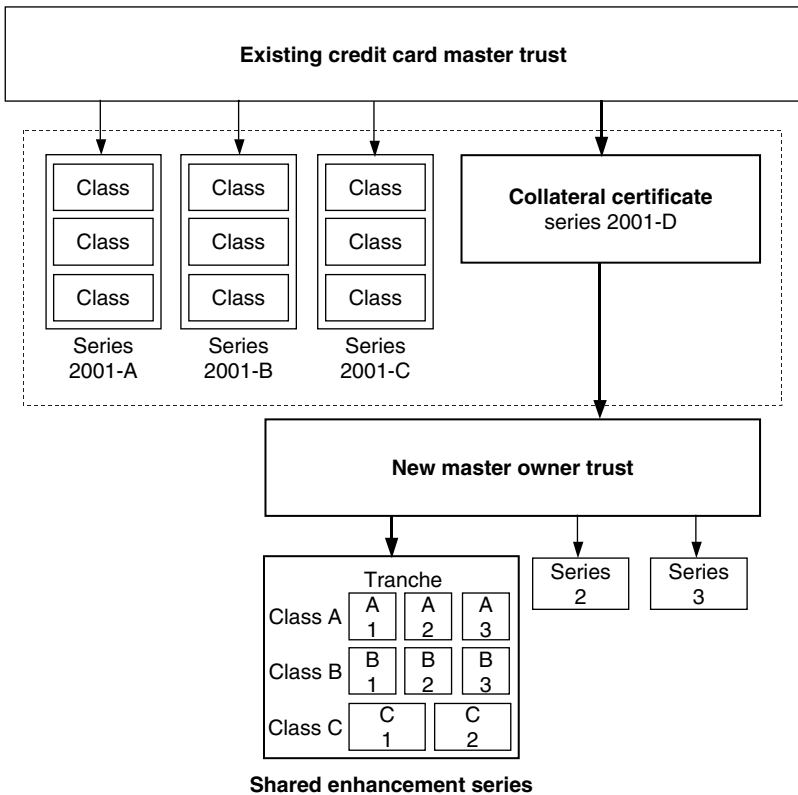 Existing credit card master trust
Class
Class
Class
Series
2001-A
Class
Class
Class
Series
2001-B
Class
Class
Class
Series
2001-C
Collateral certificate
series 2001-D
New master owner trust
Tranche
Class A
A
1
A
2
A
3
Class B
B
1
B
2
B
3
Class C
C
1
C
2
Series
2
Series
3
Shared enhancement series